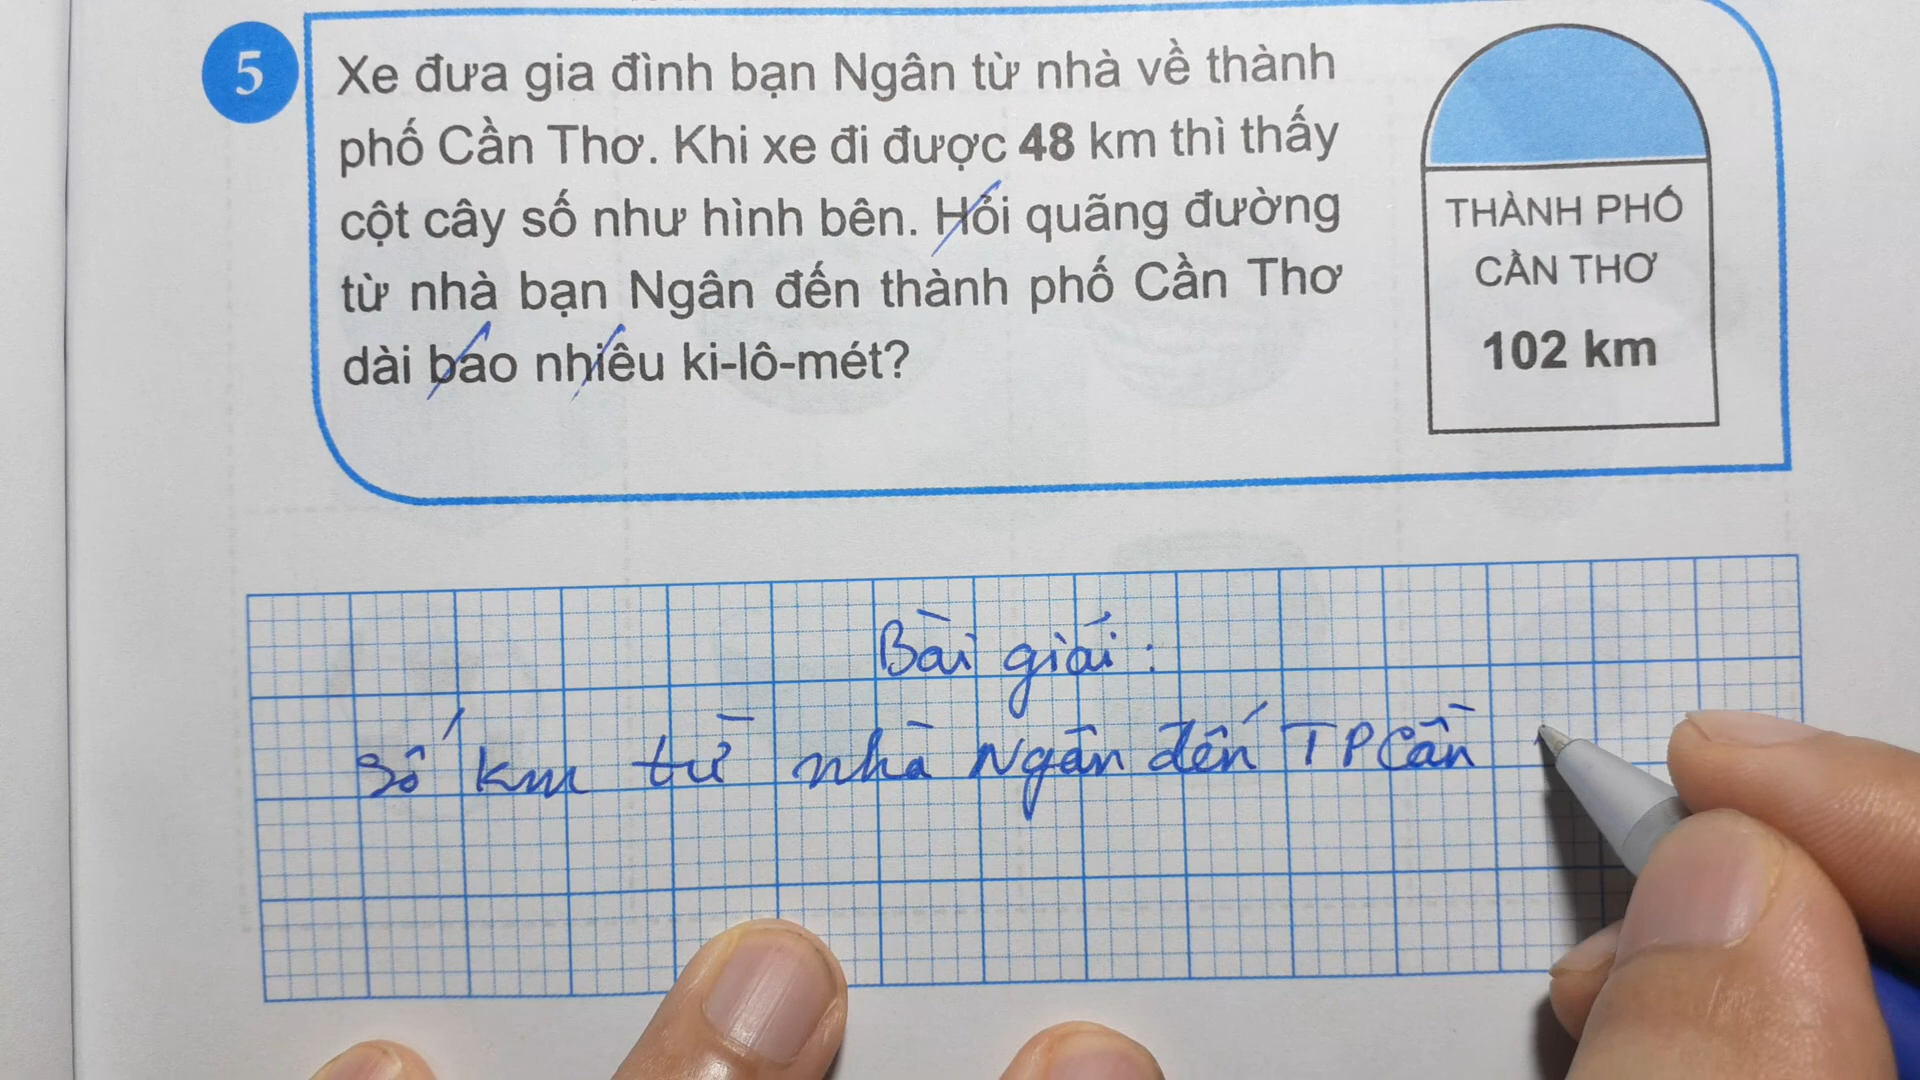 5
Xe đưa gia đình bạn Ngân từ nhà về thành
phố Cần Thơ. Khi xe đi được 48 km thì thấy
cột cây số như hình bên. Hỏi quãng đường
từ nhà bạn Ngân đến thành phố Cần Thơ
dài bao nhiêu ki-lô-mét?
THÀNH PHỐ
CẦN THƠ
102 km
Bài giải:
Số km từ nhà Ngân đến TP Cần